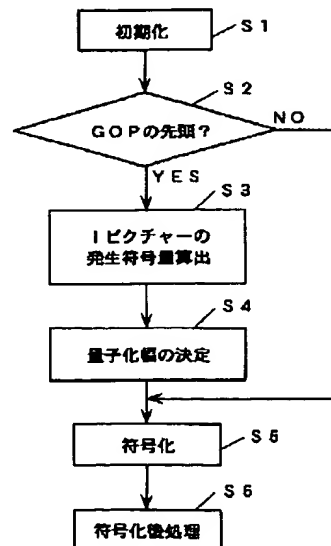 初期化
S1
S2
GOPの先頭?
NO
YES
S3
Iピクチャーの
発生符号量算出
S4
量子化幅の決定
符号化
S5
S6
符号化後処理